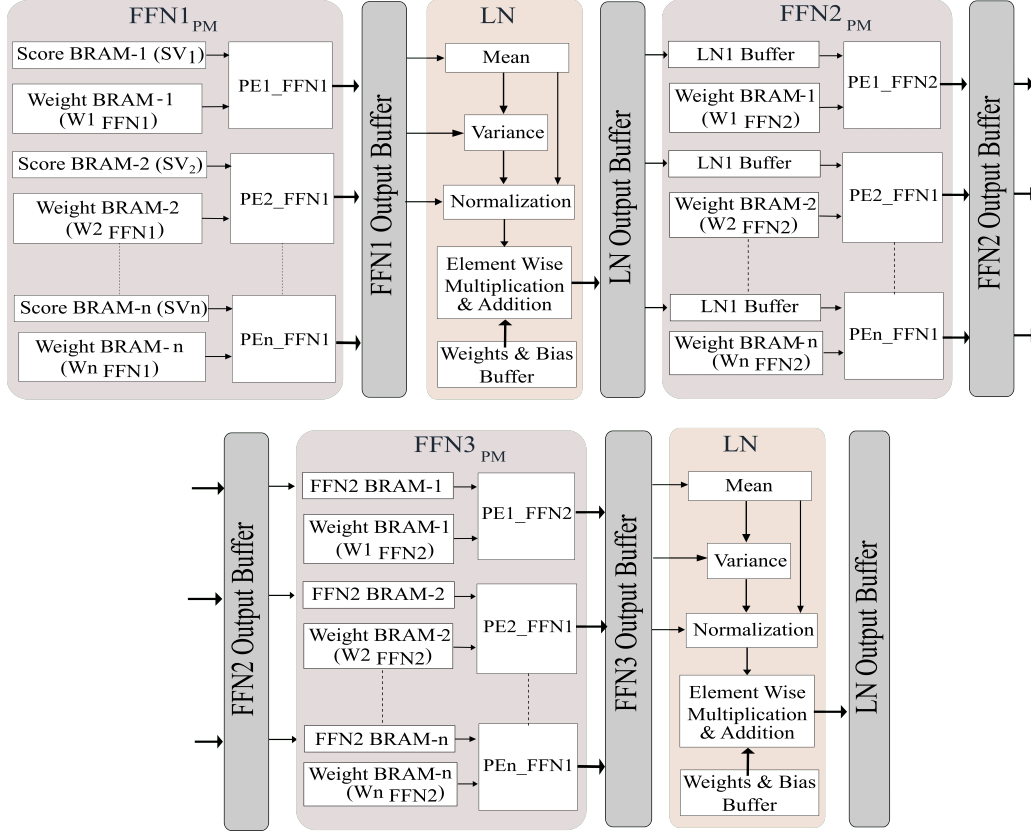 FFN1 PM
Score BRAM-1 (SV1)
Weight BRAM-1
(W1 FFN1)
PE1_FFN1
Score BRAM-2 (SV2)
Weight BRAM-2
(W2 FFN1)
PE2_FFN1
Score BRAM-n (SVn)
Weight BRAM-n
(Wn FFN1)
PEn_FFN1
FFN1 Output Buffer
LN
Mean
Variance
Normalization
Element Wise
Multiplication
& Addition
Weights & Bias
Buffer
LN Output Buffer
FFN2 PM
LN1 Buffer
Weight BRAM-1
(W1 FFN2)
PE1_FFN2
LN1 Buffer
Weight BRAM-2
(W2 FFN2)
PE2_FFN1
LN1 Buffer
Weight BRAM-n
(Wn FFN2)
PEn_FFN1
FFN2 Output Buffer
FFN2 Output Buffer
FFN3 PM
FFN2 BRAM-1
Weight BRAM-1
(W1 FFN2)
PE1_FFN2
FFN2 BRAM-2
Weight BRAM-2
(W2 FFN2)
PE2_FFN1
FFN2 BRAM-n
Weight BRAM-n
(Wn FFN2)
PEn_FFN1
FFN3 Output Buffer
LN
Mean
Variance
Normalization
Element Wise
Multiplication
& Addition
Weights & Bias
Buffer
LN Output Buffer